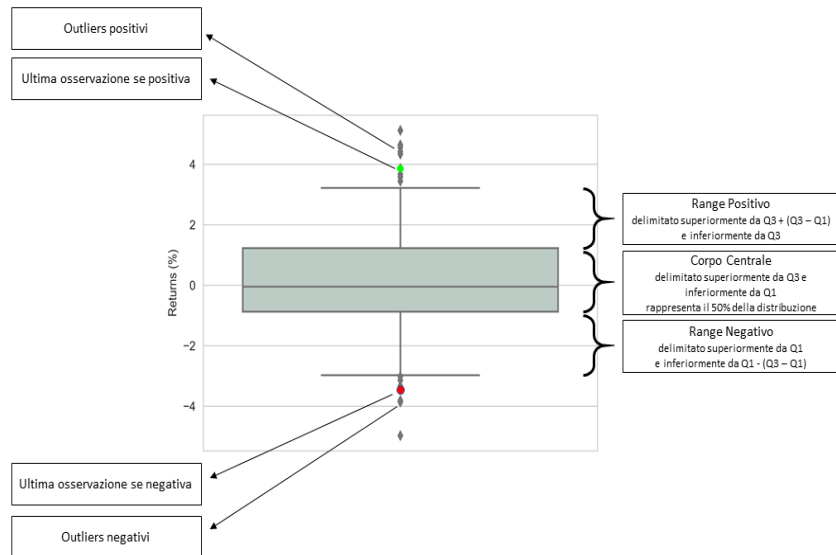 Outliers positivi
Ultima osservazione se positiva
4
2
0
−2
−4
Returns (%)
Range Positivo
delimitato superiormente da Q3 + (Q3 – Q1)
e inferiormente da Q3
Corpo Centrale
delimitato superiormente da Q3 e
inferiormente da Q1
rappresenta il 50% della distribuzione
Range Negativo
delimitato superiormente da Q1
e inferiormente da Q1 - (Q3 – Q1)
Ultima osservazione se negativa
Outliers negativi